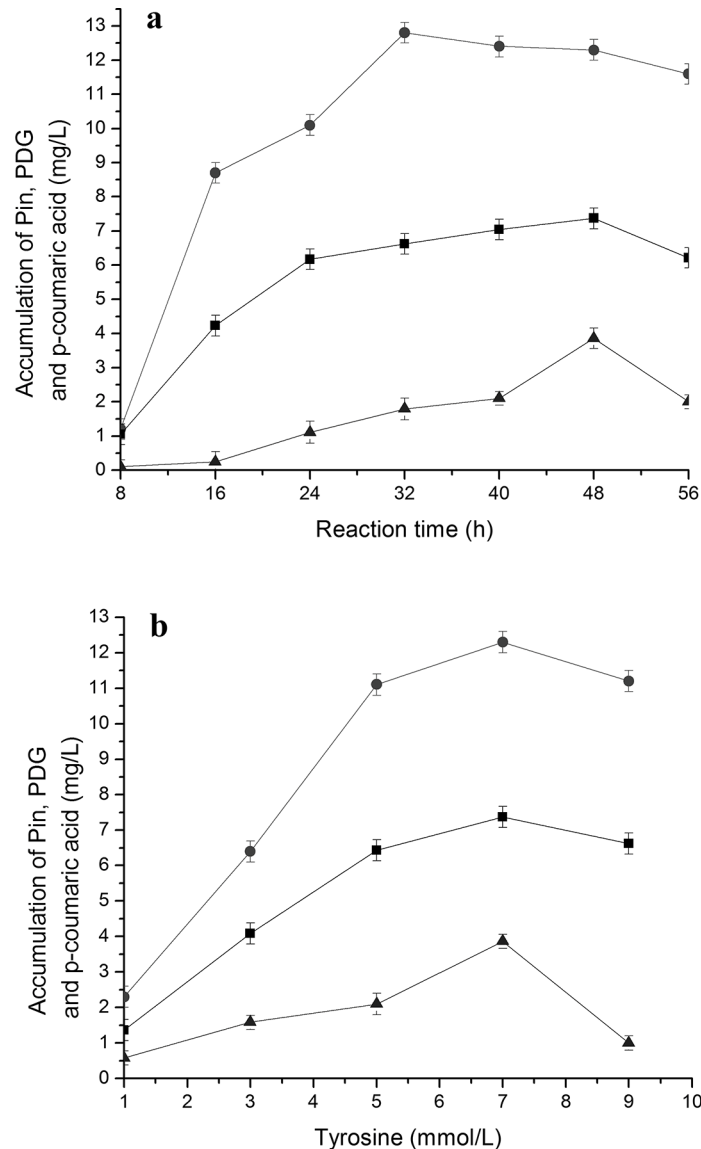 a
13
12
11
10
9
8
7
6
5
4
3
2
1
0
Accumulation of Pin, PDG
and p-coumaric acid (mg/L)
8 16 24 32 40 48 56
Reaction time (h)
b
13
12
11
10
9
8
7
6
5
4
3
2
1
0
Accumulation of Pin, PDG
and p-coumaric acid (mg/L)
1 2 3 4 5 6 7 8 9 10
Tyrosine (mmol/L)